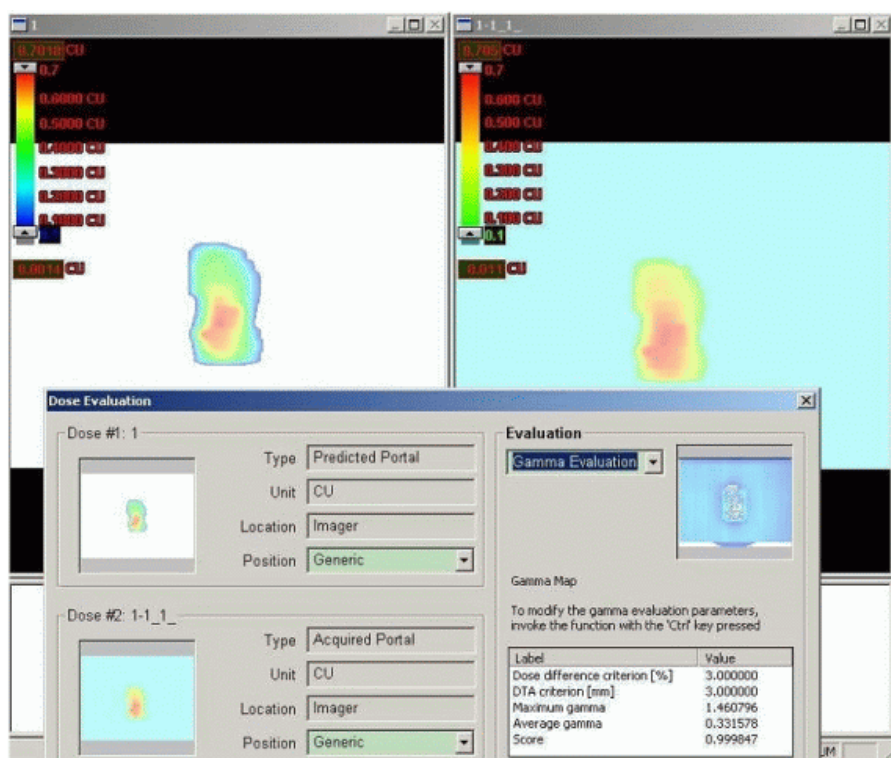 1
1-1_1_
0.7018 CU
0.7
0.6000 CU
0.5000 CU
0.4000 CU
0.3000 CU
0.2000 CU
0.1000 CU
0.0014 CU
0.705 CU
0.7
0.600 CU
0.500 CU
0.400 CU
0.300 CU
0.200 CU
0.100 CU
0.1
0.011 CU
Dose Evaluation
Dose #1: 1
Type Predicted Portal
Unit CU
Location Imager
Position Generic
Dose #2: 1-1_1_
Type Acquired Portal
Unit CU
Location Imager
Position Generic
Evaluation
Gamma Evaluation
Gamma Map
To modify the gamma evaluation parameters,
invoke the function with the 'Ctrl' key pressed
Label Value
Dose difference criterion [%] 3.000000
DTA criterion [mm] 3.000000
Maximum gamma 1.460796
Average gamma 0.331578
Score 0.999847
UM